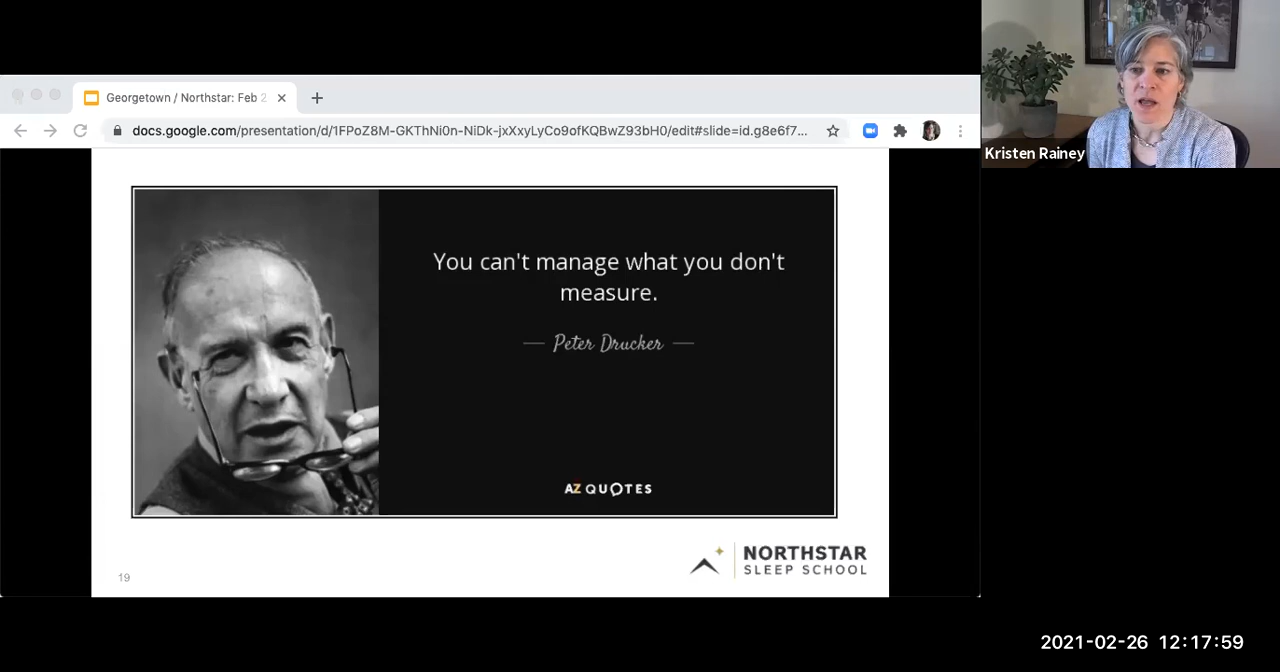 Georgetown / Northstar: Feb 2
docs.google.com/presentation/d/1FPoZ8M-GKThNi0n-NiDk-jxXxyLyCo9ofKQBwZ93bH0/edit#slide=id.g8e6f7...
Kristen Rainey
You can't manage what you don't
measure.
— Peter Drucker —
AZ QUOTES
NORTHSTAR
SLEEP SCHOOL
19
2021-02-26 12:17:59